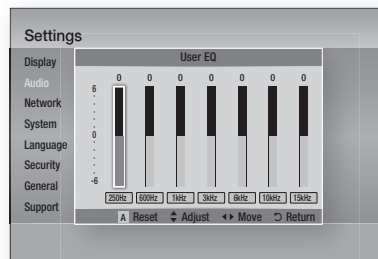 Settings
Display
Audio
Network
System
Language
Security
General
Support
User EQ
0 0 0 0 0 0 0
6
0
-6
250Hz 600Hz 1kHz 3kHz 6kHz 10kHz 15kHz
A Reset Adjust Move Return